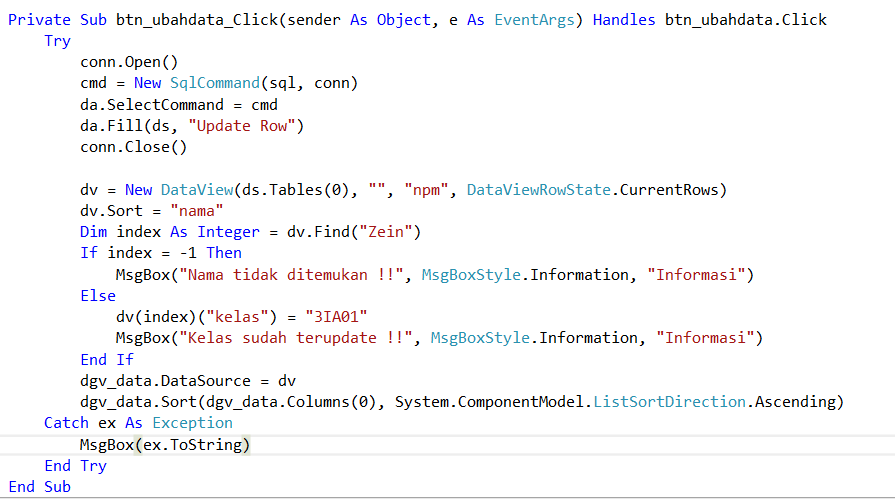 Private Sub btn_ubahdata_Click(sender As Object, e As EventArgs) Handles btn_ubahdata.Click
Try
conn.Open()
cmd = New SqlCommand(sql, conn)
da.SelectCommand = cmd
da.Fill(ds, "Update Row")
conn.Close()
dv = New DataView(ds.Tables(0), "", "npm", DataViewRowState.CurrentRows)
dv.Sort = "nama"
Dim index As Integer = dv.Find("Zein")
If index = -1 Then
MsgBox("Nama tidak ditemukan !!", MsgBoxStyle.Information, "Informasi")
Else
dv(index)("kelas") = "3IA01"
MsgBox("Kelas sudah terupdate !!", MsgBoxStyle.Information, "Informasi")
End If
dgv_data.DataSource = dv
dgv_data.Sort(dgv_data.Columns(0), System.ComponentModel.ListSortDirection.Ascending)
Catch ex As Exception
MsgBox(ex.ToString)
End Try
End Sub